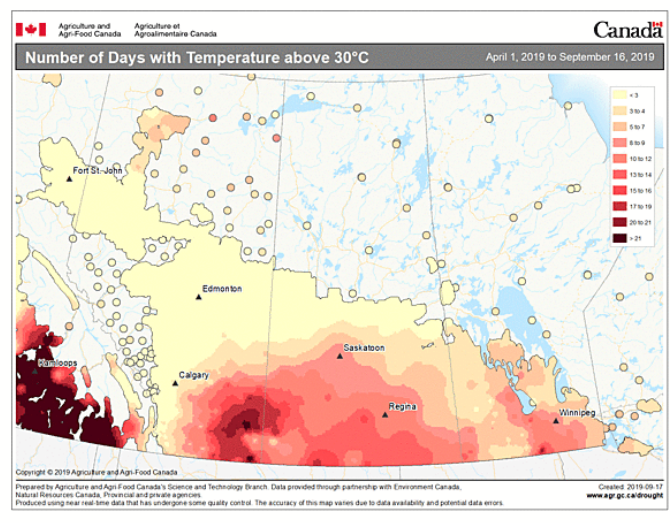 Agriculture and
Agri-Food Canada
Agriculture et
Agroalimentaire Canada
Canada
Number of Days with Temperature above 30°C
April 1, 2019 to September 16, 2019
< 3
3 to 4
5 to 7
8 to 9
10 to 12
13 to 14
15 to 16
17 to 19
20 to 21
> 21
Fort St. John
Edmonton
Saskatoon
Kamloops
Calgary
Regina
Winnipeg
Copyright © 2019 Agriculture and Agri-Food Canada
Prepared by Agriculture and Agri-Food Canada's Science and Technology Branch. Data provided through partnership with Environment Canada,
Natural Resources Canada, Provincial and private agencies.
Produced using near real-time data that has undergone some quality control. The accuracy of this map varies due to data availability and potential data errors.
Created: 2019-09-17
www.agr.gc.ca/drought